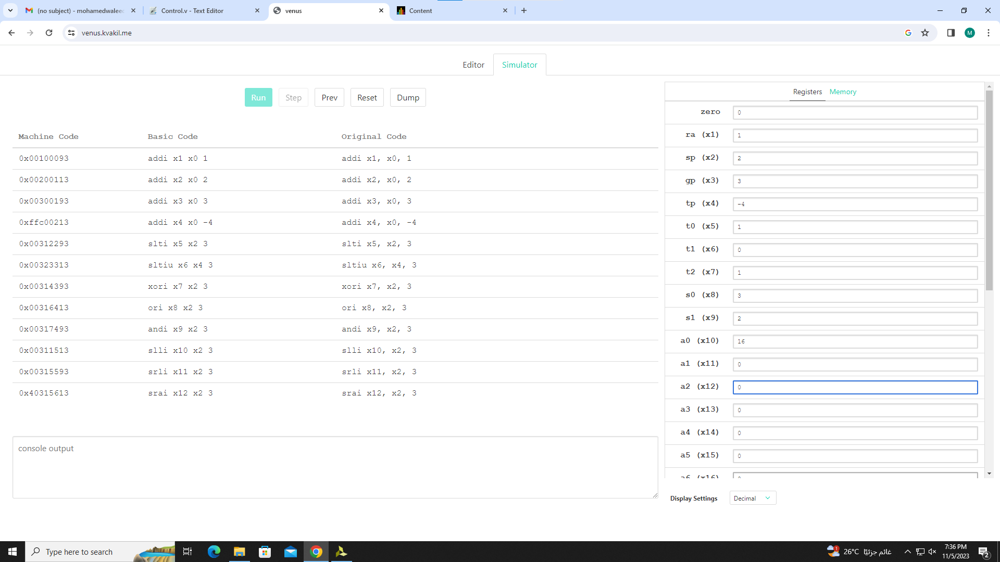 (no subject) - mohamedwaleed
Control.v - Text Editor
venus
Content
venus.kvakil.me
M
Editor
Simulator
Run
Step
Prev
Reset
Dump
Machine Code Basic Code Original Code
0x00100093 addi x1 x0 1 addi x1, x0, 1
0x00200113 addi x2 x0 2 addi x2, x0, 2
0x00300193 addi x3 x0 3 addi x3, x0, 3
0xffc00213 addi x4 x0 -4 addi x4, x0, -4
0x00312293 slti x5 x2 3 slti x5, x2, 3
0x00323313 sltiu x6 x4 3 sltiu x6, x4, 3
0x00314393 xori x7 x2 3 xori x7, x2, 3
0x00316413 ori x8 x2 3 ori x8, x2, 3
0x00317493 andi x9 x2 3 andi x9, x2, 3
0x00311513 slli x10 x2 3 slli x10, x2, 3
0x00315593 srli x11 x2 3 srli x11, x2, 3
0x40315613 srai x12 x2 3 srai x12, x2, 3
console output
Registers Memory
zero 0
ra (x1) 1
sp (x2) 2
gp (x3) 3
tp (x4) -4
t0 (x5) 1
t1 (x6) 0
t2 (x7) 1
s0 (x8) 3
s1 (x9) 2
a0 (x10) 16
a1 (x11) 0
a2 (x12) 0
a3 (x13) 0
a4 (x14) 0
a5 (x15) 0
a6 (x16) 0
Display Settings Decimal
Type here to search
1
26°C غائم جزئيًا
7:36 PM
11/5/2023
2